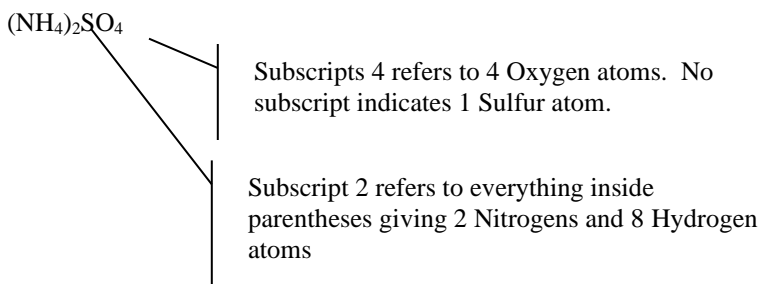 (NH₄)₂SO₄
Subscripts 4 refers to 4 Oxygen atoms.  No
subscript indicates 1 Sulfur atom.
Subscript 2 refers to everything inside
parentheses giving 2 Nitrogens and 8 Hydrogen
atoms